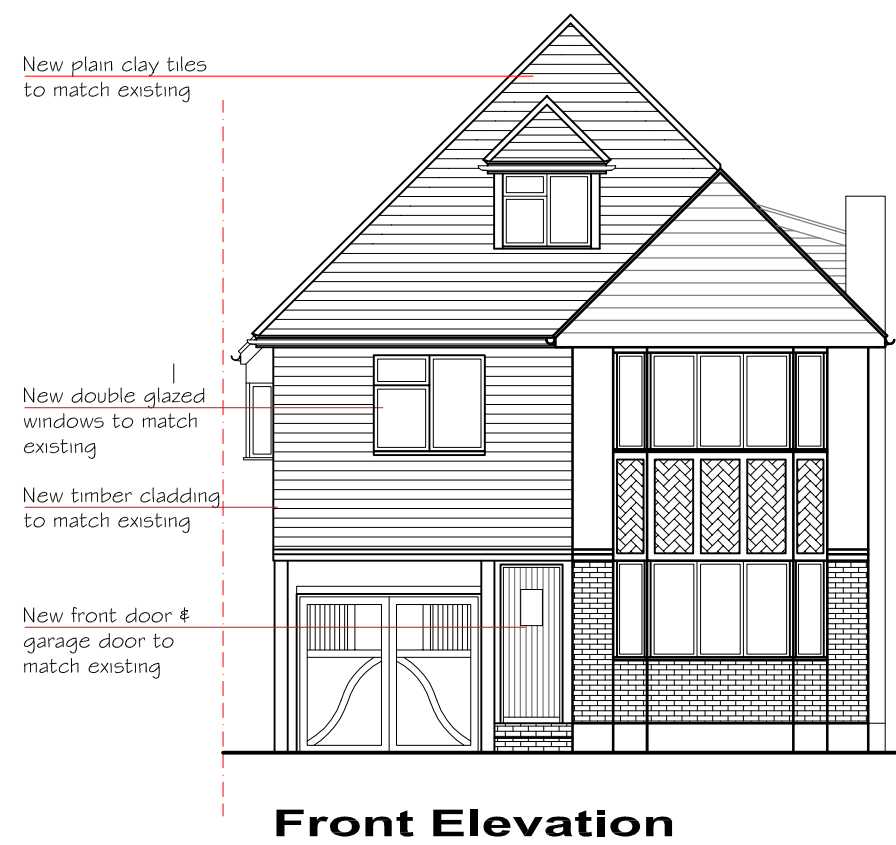 New plain clay tiles
to match existing
New double glazed
windows to match
existing
New timber cladding
to match existing
New front door &
garage door to
match existing
Front Elevation